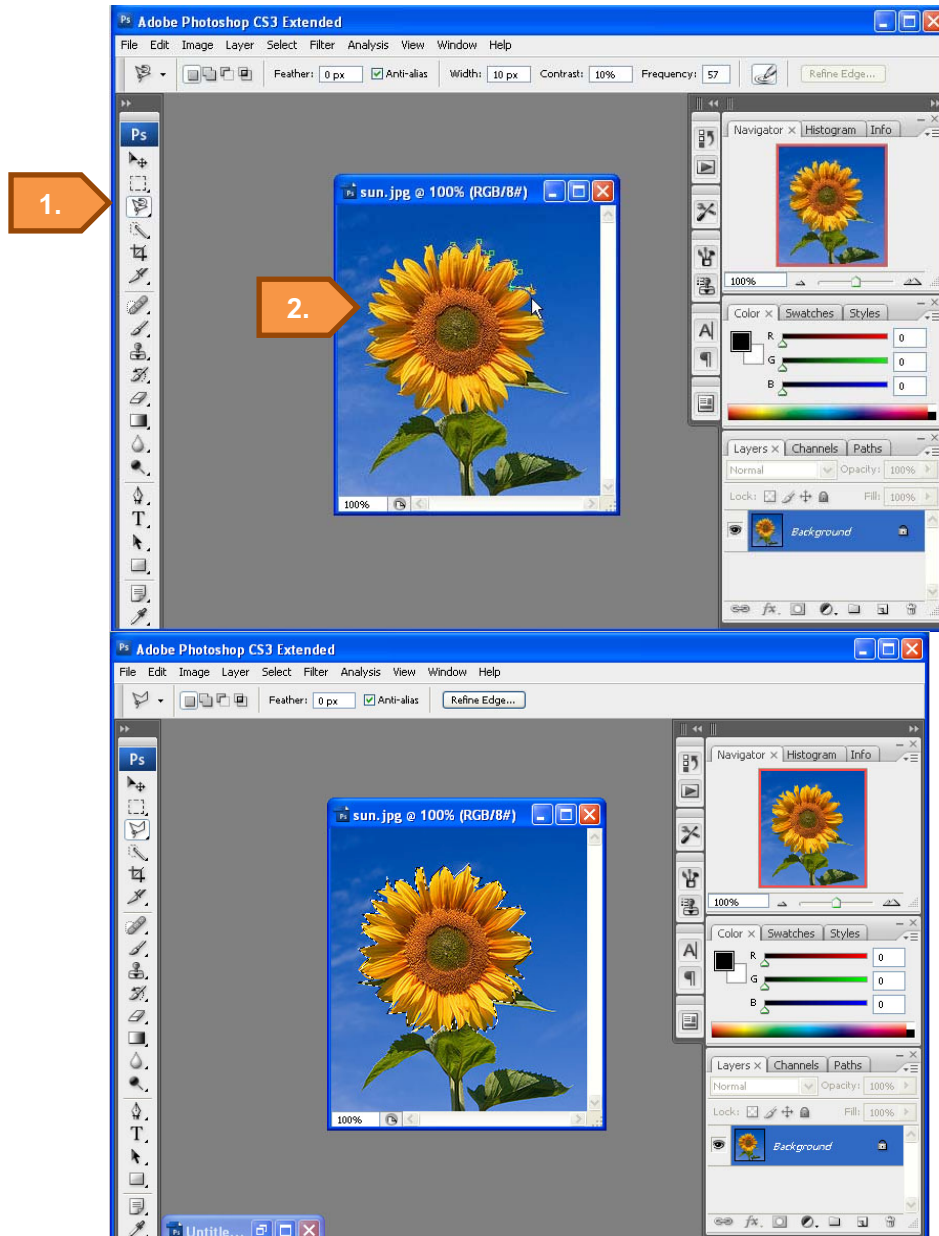 Ps Adobe Photoshop CS3 Extended
File Edit Image Layer Select Filter Analysis View Window Help
Feather: 0 px Anti-alias Width: 10 px Contrast: 10% Frequency: 57 Refine Edge...
Ps
Navigator × Histogram Info
1.
sun.jpg @ 100% (RGB/8#)
2.
100%
Color × Swatches Styles
R 0
G 0
B 0
A
Layers × Channels Paths
Normal Opacity: 100%
Lock: Fill: 100%
100%
T
Background
Ps Adobe Photoshop CS3 Extended
File Edit Image Layer Select Filter Analysis View Window Help
Feather: 0 px Anti-alias Refine Edge...
Ps
Navigator × Histogram Info
sun.jpg @ 100% (RGB/8#)
100%
Color × Swatches Styles
R 0
G 0
B 0
A
Layers × Channels Paths
Normal Opacity: 100%
Lock: Fill: 100%
100%
T
Background
Untitle...